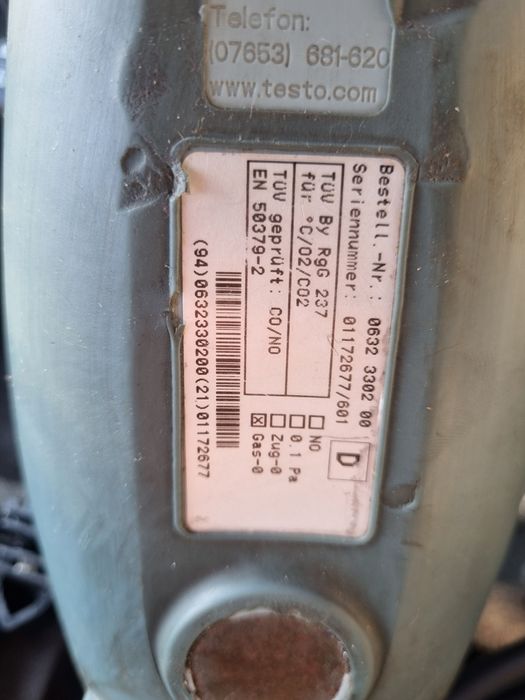 Telefon:
(07653) 681-620
www.testo.com
Bestell.-Nr.: 0632 3302 00
Seriennummer: 01172677/601
TÜV By RgG 237
für °C/O2/CO2
TÜV geprüft: CO/NO
EN 50379-2
D
NO
0.1 Pa
Zug-0
Gas-0
(94)0632330200(21)01172677